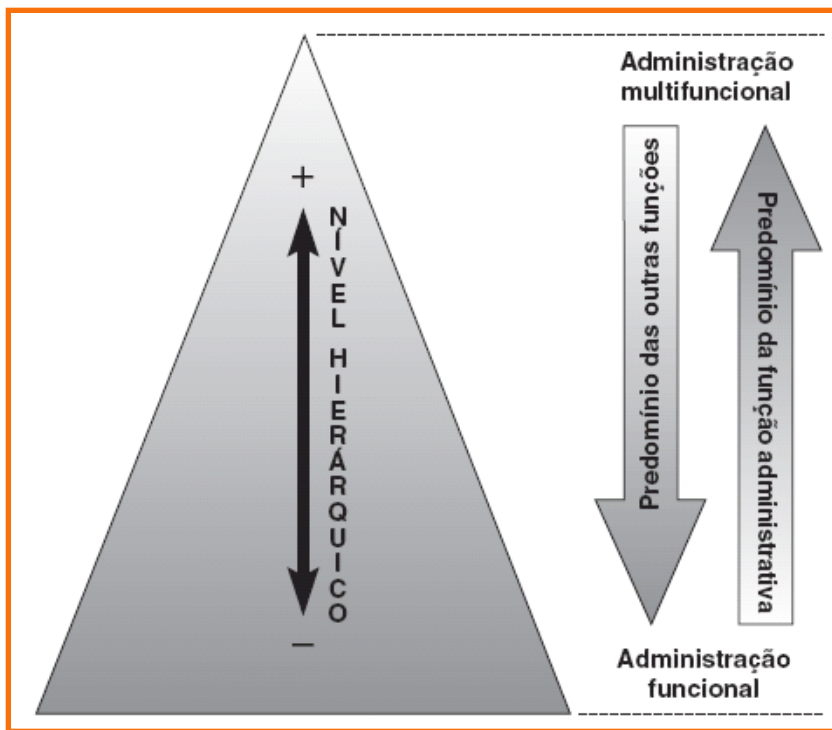 Administração
multifuncional
+
NÍVEL HIERÁRQUICO
−
Predomínio das outras funções
Predomínio da função administrativa
Administração
funcional